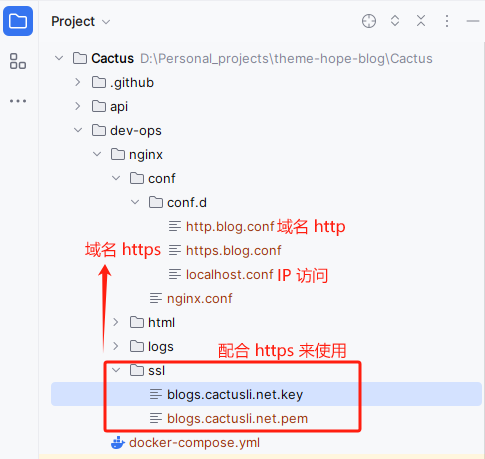 Project
Cactus D:\Personal_projects\theme-hope-blog\Cactus
.github
api
dev-ops
nginx
conf
conf.d
http.blog.conf 域名 http
域名 https
https.blog.conf
localhost.conf IP 访问
nginx.conf
html
logs
配合 https 来使用
ssl
blogs.cactusli.net.key
blogs.cactusli.net.pem
docker-compose.yml